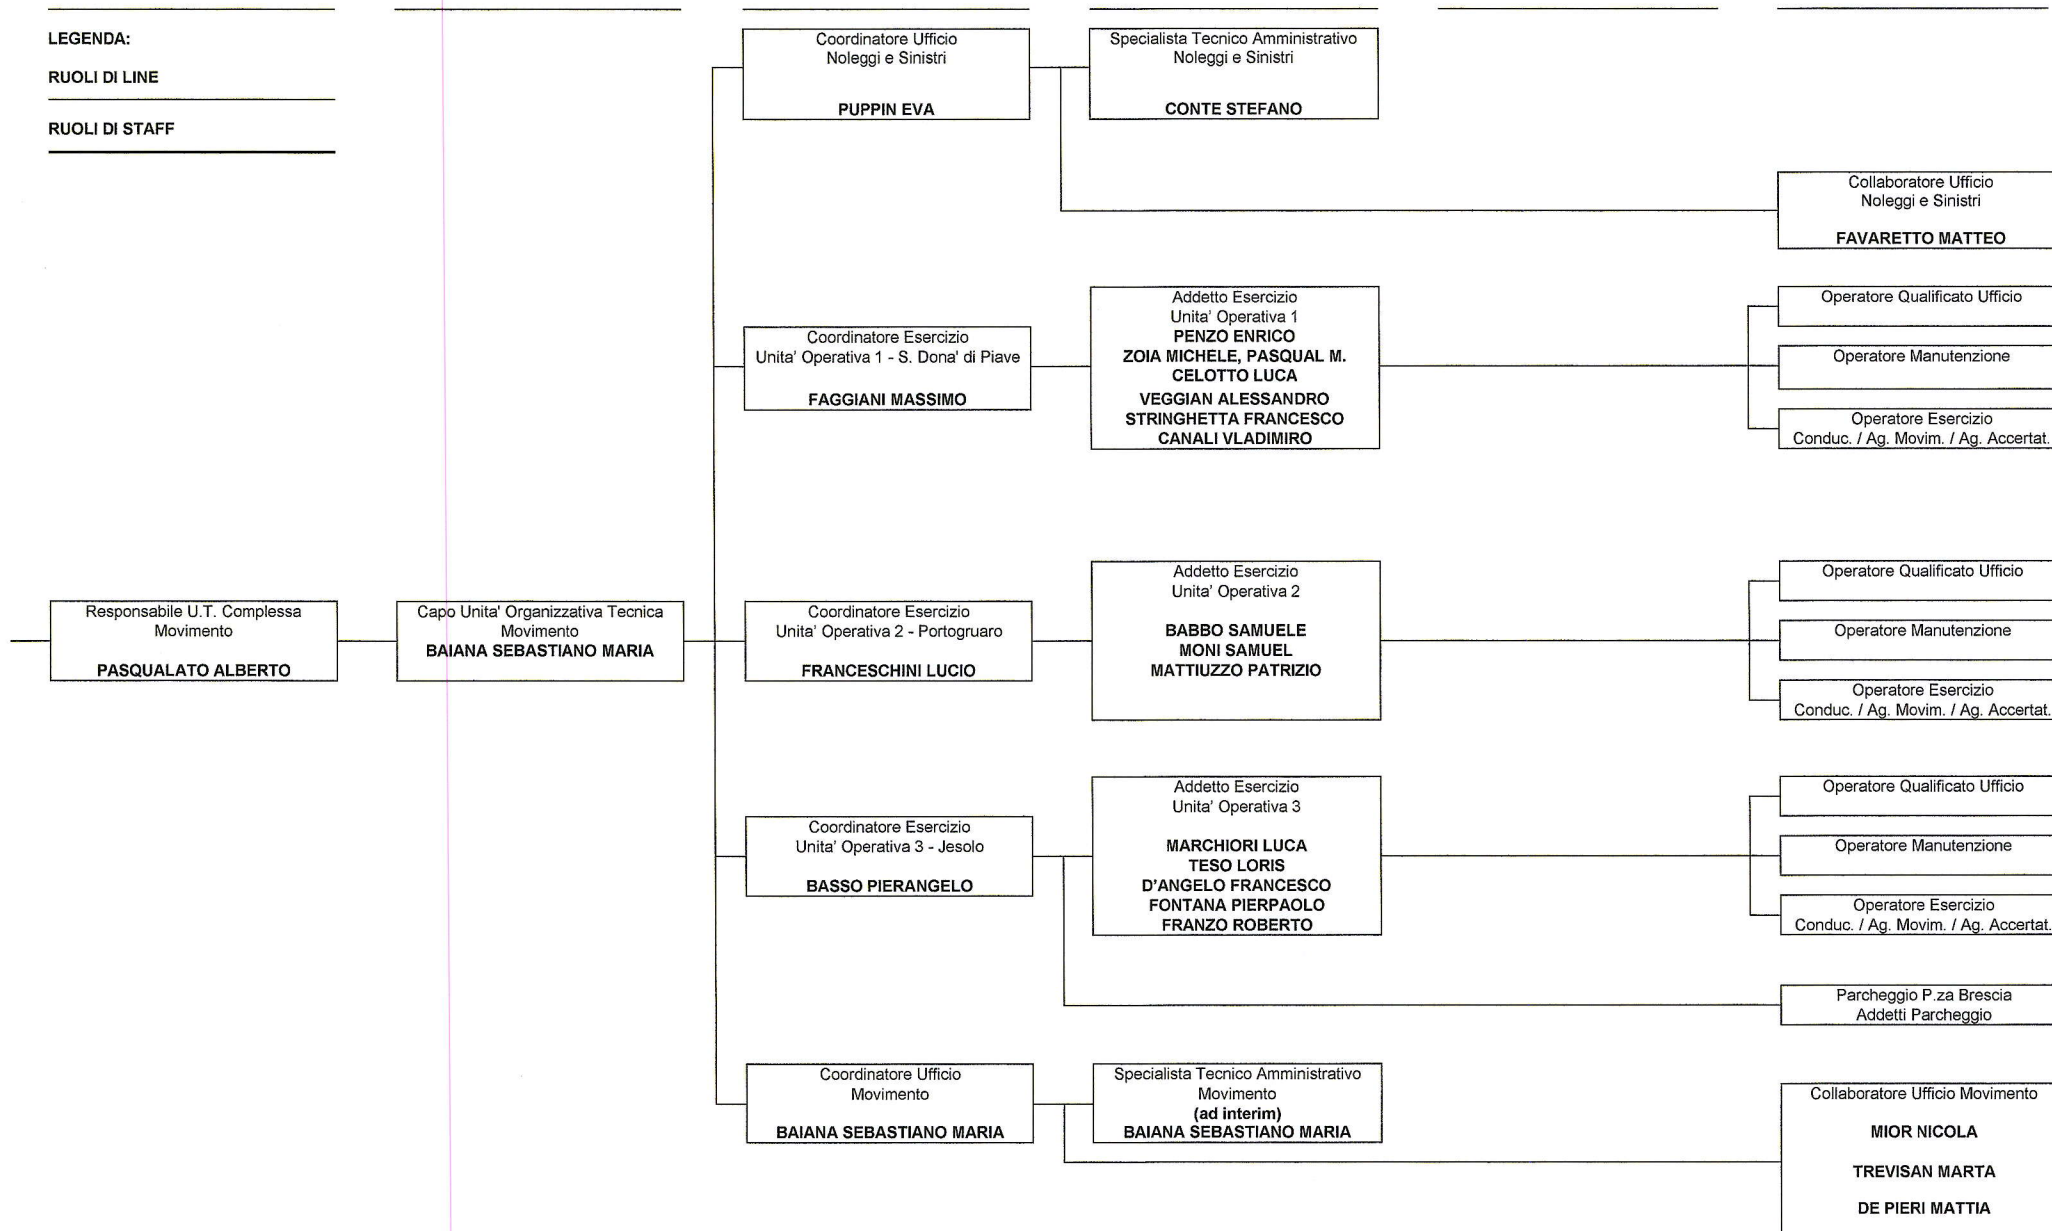 LEGENDA:
RUOLI DI LINE
RUOLI DI STAFF
Coordinatore Ufficio
Noleggi e Sinistri
PUPPIN EVA
Specialista Tecnico Amministrativo
Noleggi e Sinistri
CONTE STEFANO
Collaboratore Ufficio
Noleggi e Sinistri
FAVARETTO MATTEO
Coordinatore Esercizio
Unita' Operativa 1 - S. Dona' di Piave
FAGGIANI MASSIMO
Addetto Esercizio
Unita' Operativa 1
PENZO ENRICO
ZOIA MICHELE, PASQUAL M.
CELOTTO LUCA
VEGGIAN ALESSANDRO
STRINGHETTA FRANCESCO
CANALI VLADIMIRO
Operatore Qualificato Ufficio
Operatore Manutenzione
Operatore Esercizio
Conduc. / Ag. Movim. / Ag. Accertat.
Responsabile U.T. Complessa
Movimento
PASQUALATO ALBERTO
Capo Unita' Organizzativa Tecnica
Movimento
BAIANA SEBASTIANO MARIA
Coordinatore Esercizio
Unita' Operativa 2 - Portogruaro
FRANCESCHINI LUCIO
Addetto Esercizio
Unita' Operativa 2
BABBO SAMUELE
MONI SAMUEL
MATTIUZZO PATRIZIO
Operatore Qualificato Ufficio
Operatore Manutenzione
Operatore Esercizio
Conduc. / Ag. Movim. / Ag. Accertat.
Coordinatore Esercizio
Unita' Operativa 3 - Jesolo
BASSO PIERANGELO
Addetto Esercizio
Unita' Operativa 3
MARCHIORI LUCA
TESO LORIS
D'ANGELO FRANCESCO
FONTANA PIERPAOLO
FRANZO ROBERTO
Operatore Qualificato Ufficio
Operatore Manutenzione
Operatore Esercizio
Conduc. / Ag. Movim. / Ag. Accertat.
Parcheggio P.za Brescia
Addetti Parcheggio
Coordinatore Ufficio
Movimento
BAIANA SEBASTIANO MARIA
Specialista Tecnico Amministrativo
Movimento
(ad interim)
BAIANA SEBASTIANO MARIA
Collaboratore Ufficio Movimento
MIOR NICOLA
TREVISAN MARTA
DE PIERI MATTIA